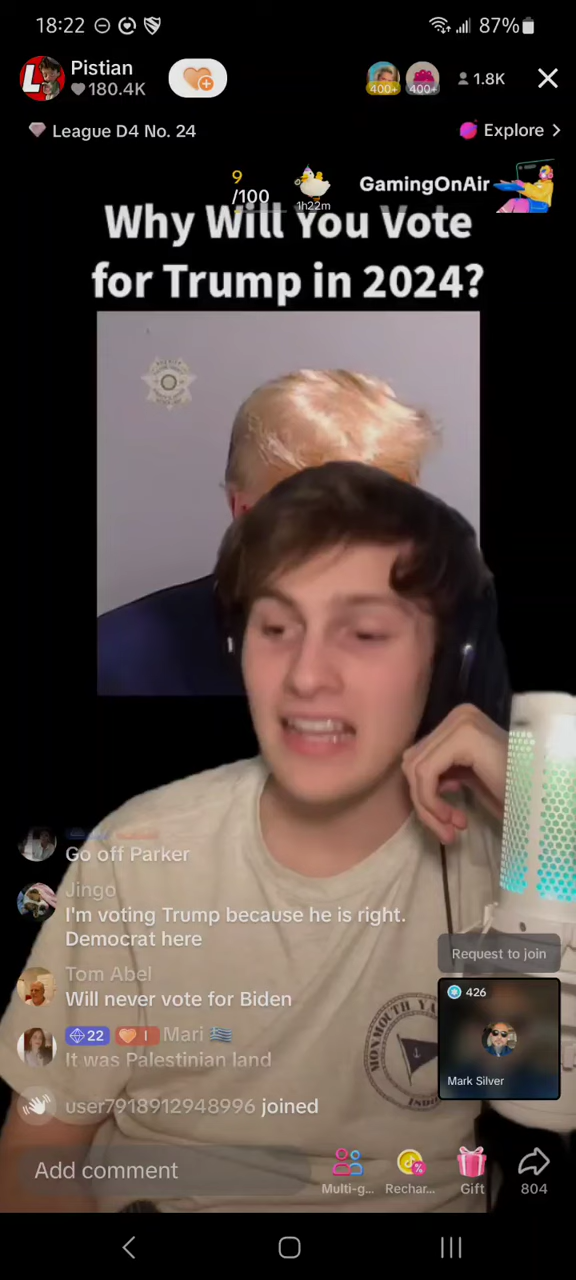 18:22
87%
Pistian
180.4K
400+
400+
1.8K
League D4 No. 24
Explore >
9
/100
1h22m
GamingOnAir
Why Will You Vote
for Trump in 2024?
Go off Parker
Jingo
I'm voting Trump because he is right.
Democrat here
Tom Abel
Will never vote for Biden
22 I Mari 🇬🇷
It was Palestinian land
user7918912948996 joined
Request to join
426
Mark Silver
MONMOUTH
Add comment
Multi-g...
Rechar...
Gift
804